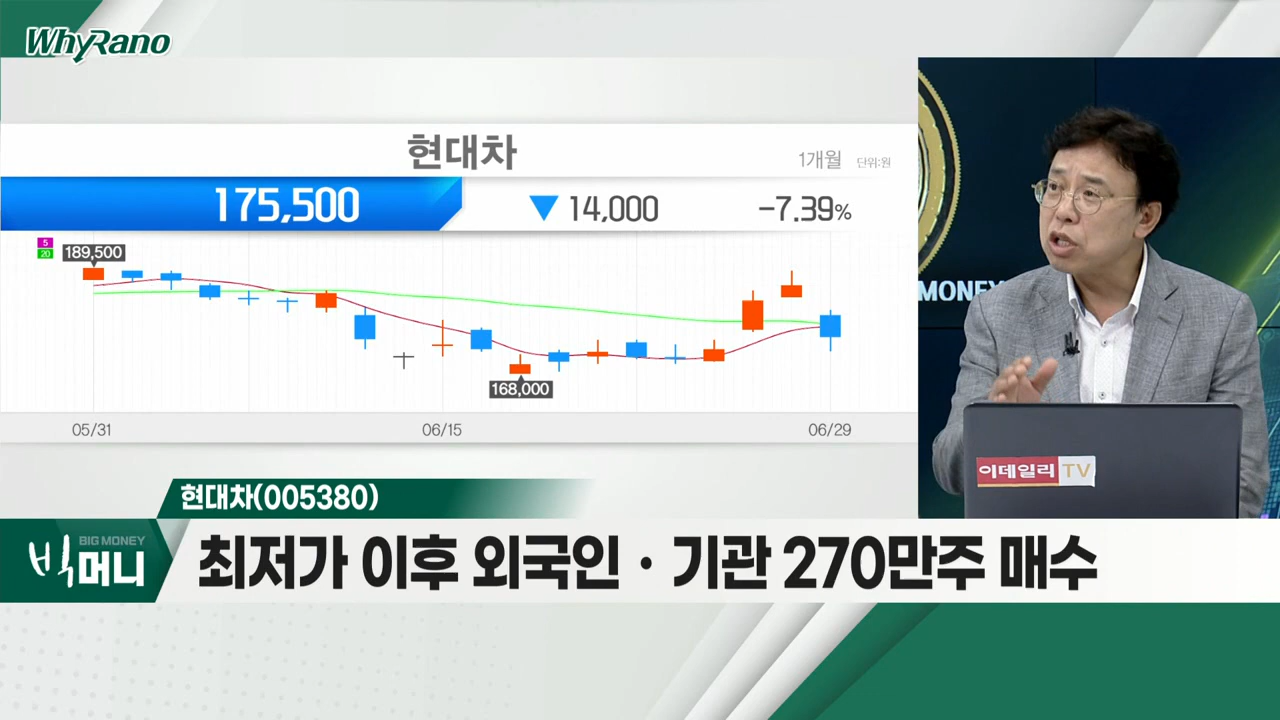 WhyRano
현대차
1개월 단위:원
175,500 ▼ 14,000 -7.39%
5
20
189,500
168,000
05/31 06/15 06/29
MONEY
이데일리TV
현대차(005380)
BIG MONEY
빅머니
최저가 이후 외국인·기관 270만주 매수